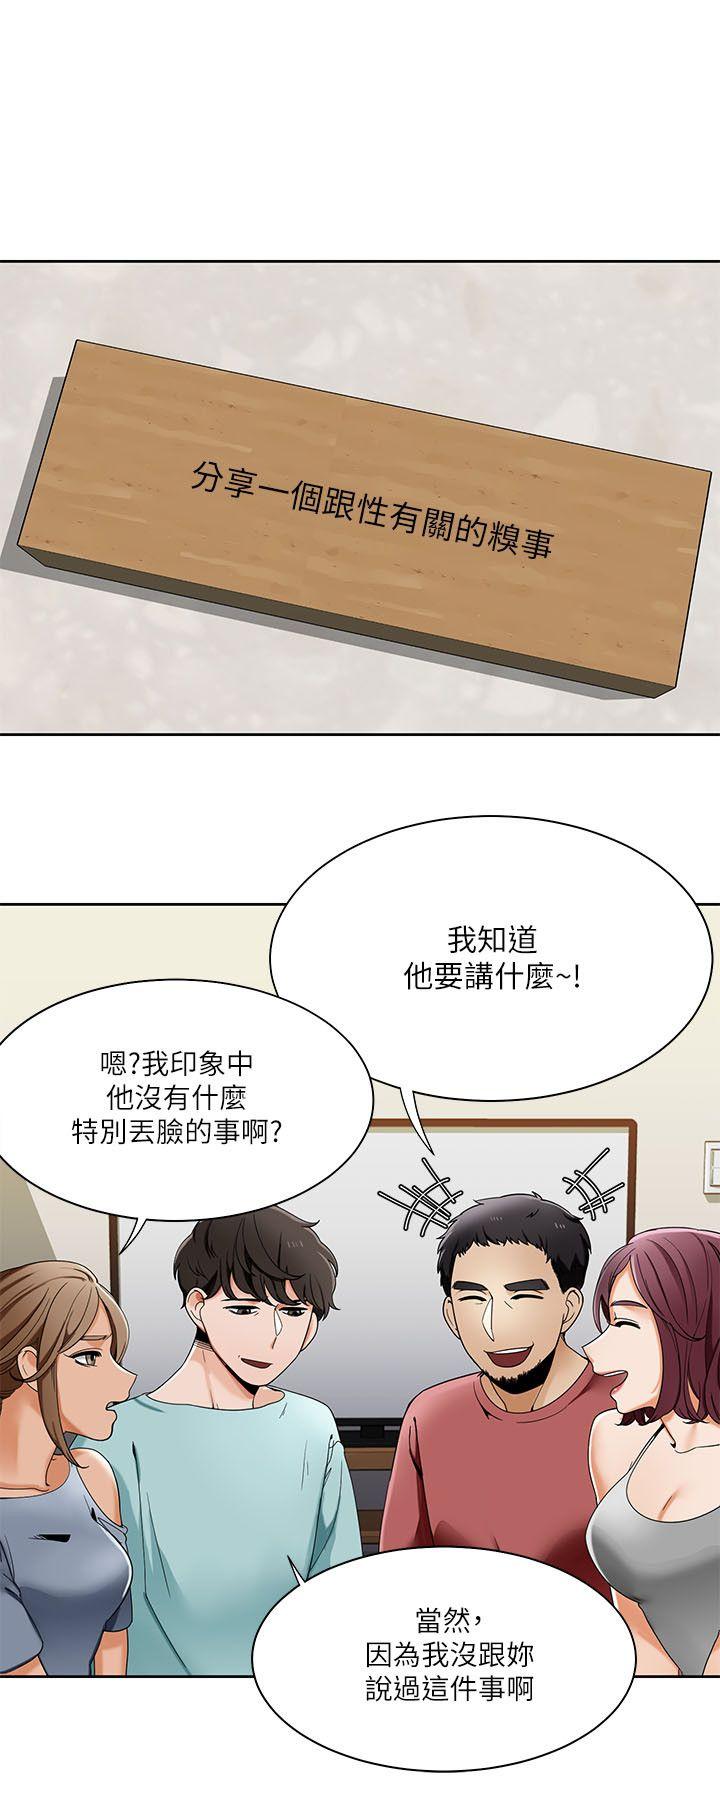 分享一個跟性有關的糗事
我知道
他要講什麼~!
嗯?我印象中
他沒有什麼
特別丟臉的事啊?
當然，
因為我沒跟妳
說過這件事啊